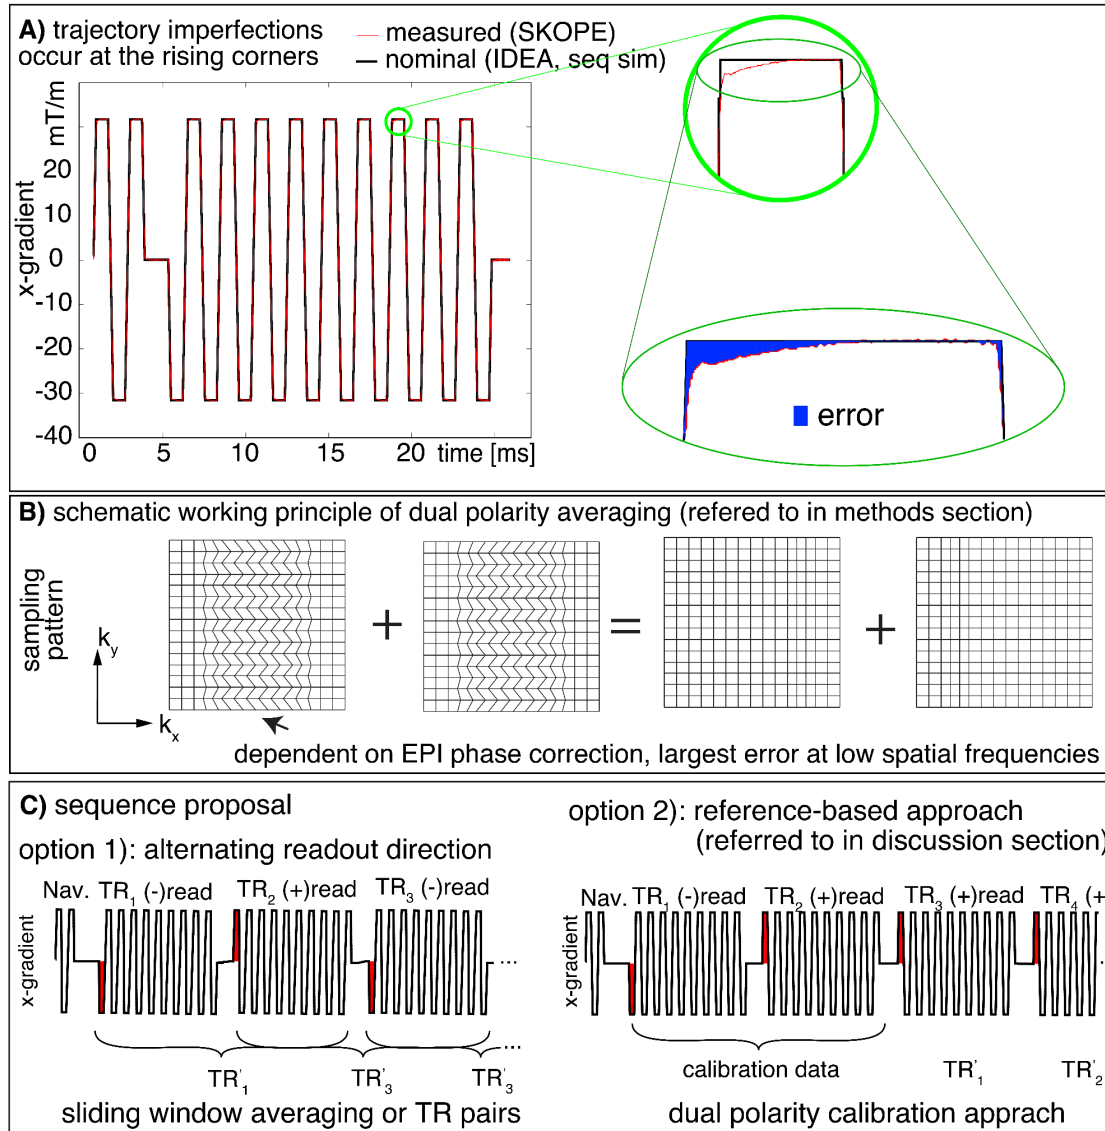 A) trajectory imperfections
occur at the rising corners
measured (SKOPE)
nominal (IDEA, seq sim)
x-gradient mT/m
20
10
0
-10
-20
-30
-40
0 10 20 time [ms]
error
B) schematic working principle of dual polarity averaging (refered to in methods section)
sampling
pattern
ky
kx
+ = +
dependent on EPI phase correction, largest error at low spatial frequencies
C) sequence proposal
option 1): alternating readout direction
Nav. TR1 (-)read TR2 (+)read TR3 (-)read
x-gradient
...
...
TR'1 TR'3 TR'3
sliding window averaging or TR pairs
option 2): reference-based approach
(referred to in discussion section)
Nav. TR1 (-)read TR2 (+)read TR3 (+)read TR4 (+
x-gradient
calibration data TR'1 TR'2
dual polarity calibration apprach